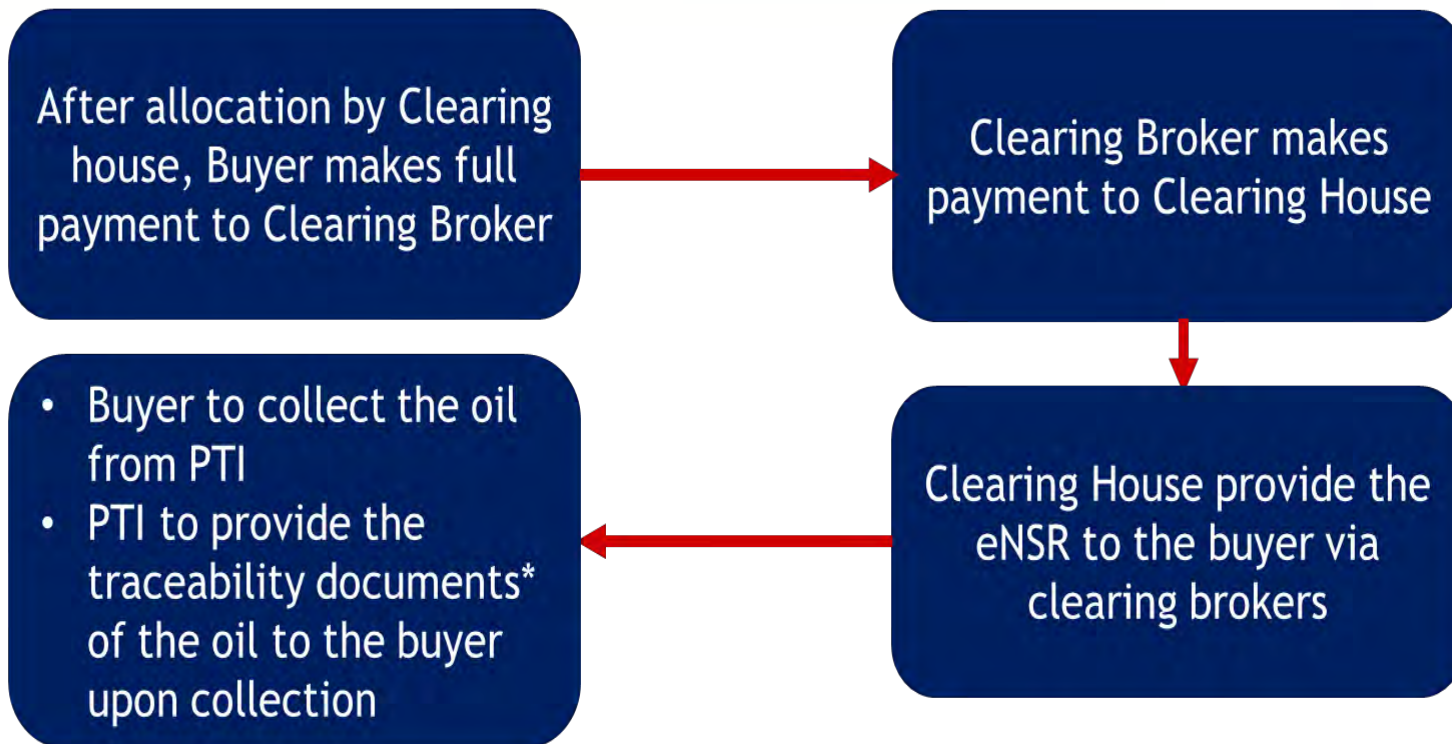 After allocation by Clearing
house, Buyer makes full
payment to Clearing Broker
Clearing Broker makes
payment to Clearing House
Clearing House provide the
eNSR to the buyer via
clearing brokers
• Buyer to collect the oil
from PTI
• PTI to provide the
traceability documents*
of the oil to the buyer
upon collection